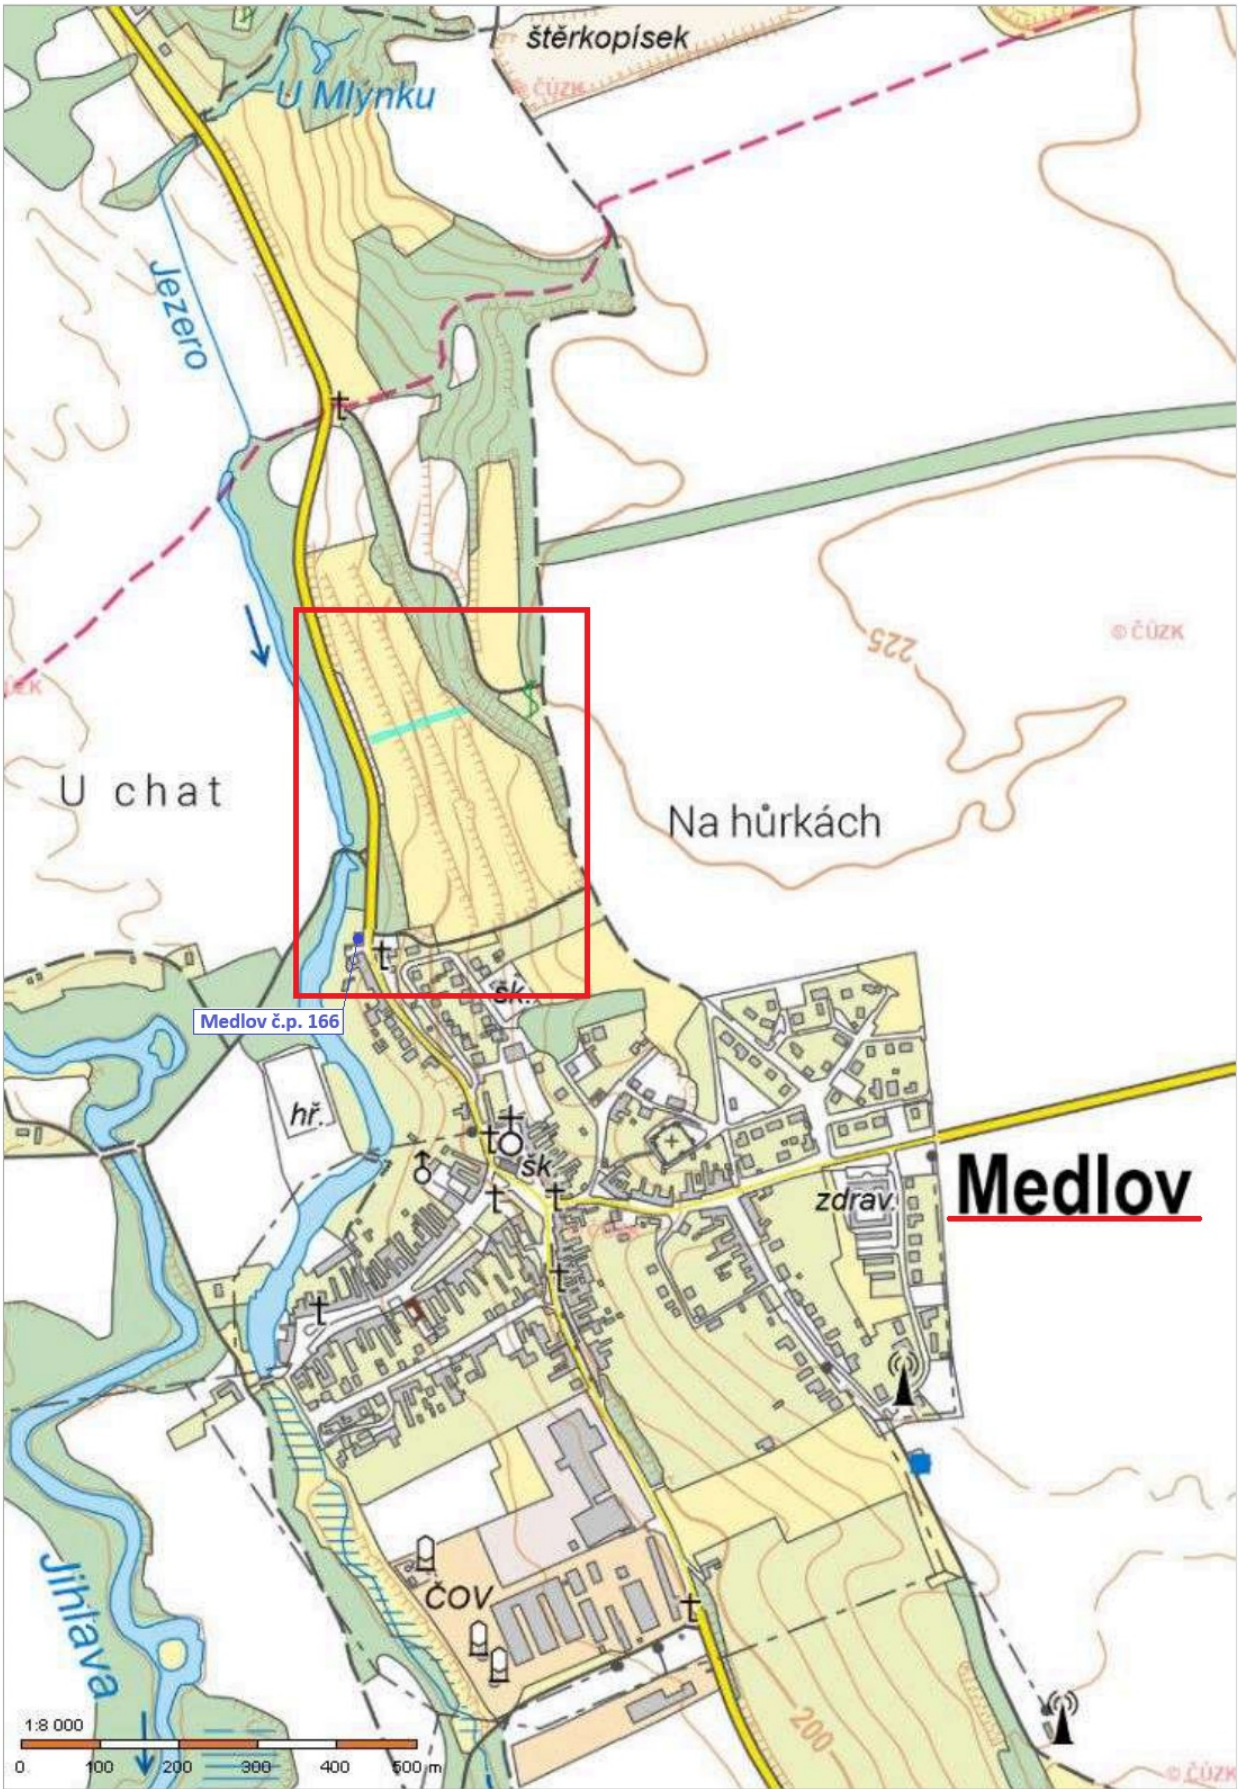 štěrkopísek
© ČÚZK
U Mlýnku
Jezero
225
© ČÚZK
U chat
Na hůrkách
šk.
Medlov č.p. 166
hř.
šk.
zdrav.
Medlov
ČOV
Jihlava
200
1:8 000
0 100 200 300 400 500 m
© ČÚZK